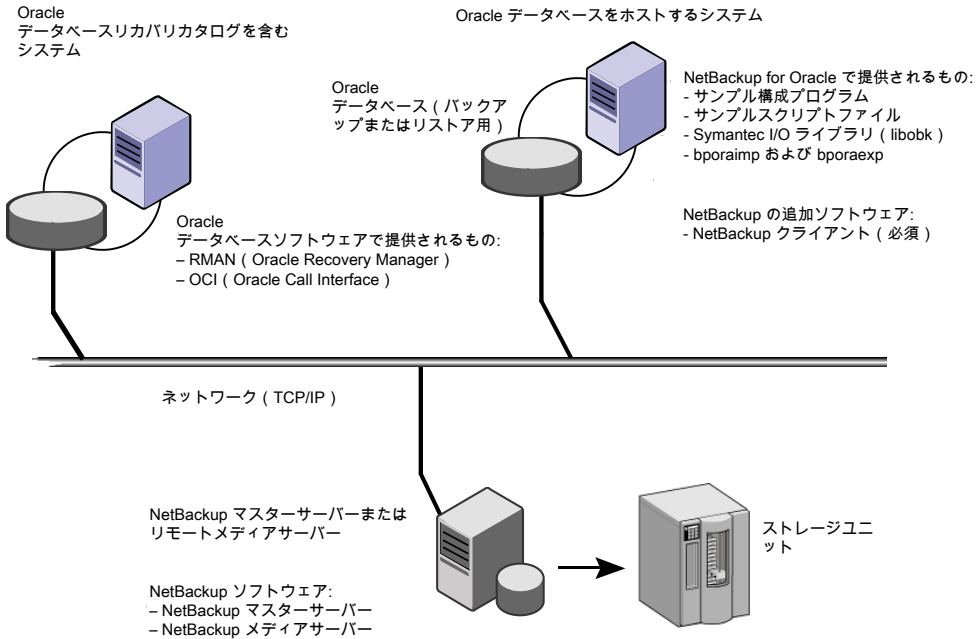 Oracle
データベースリカバリカタログを含む
システム
Oracle データベースをホストするシステム
Oracle
データベース（バックア
ップまたはリストア用）
NetBackup for Oracle で提供されるもの:
- サンプル構成プログラム
- サンプルスクリプトファイル
- Symantec I/O ライブラリ（libobk）
- bporaimp および bporaexp
NetBackup の追加ソフトウェア:
- NetBackup クライアント（必須）
Oracle
データベースソフトウェアで提供されるもの:
– RMAN（Oracle Recovery Manager）
– OCI（Oracle Call Interface）
ネットワーク（TCP/IP）
NetBackup マスターサーバーまたは
リモートメディアサーバー
NetBackup ソフトウェア:
– NetBackup マスターサーバー
– NetBackup メディアサーバー
ストレージユニ
ット